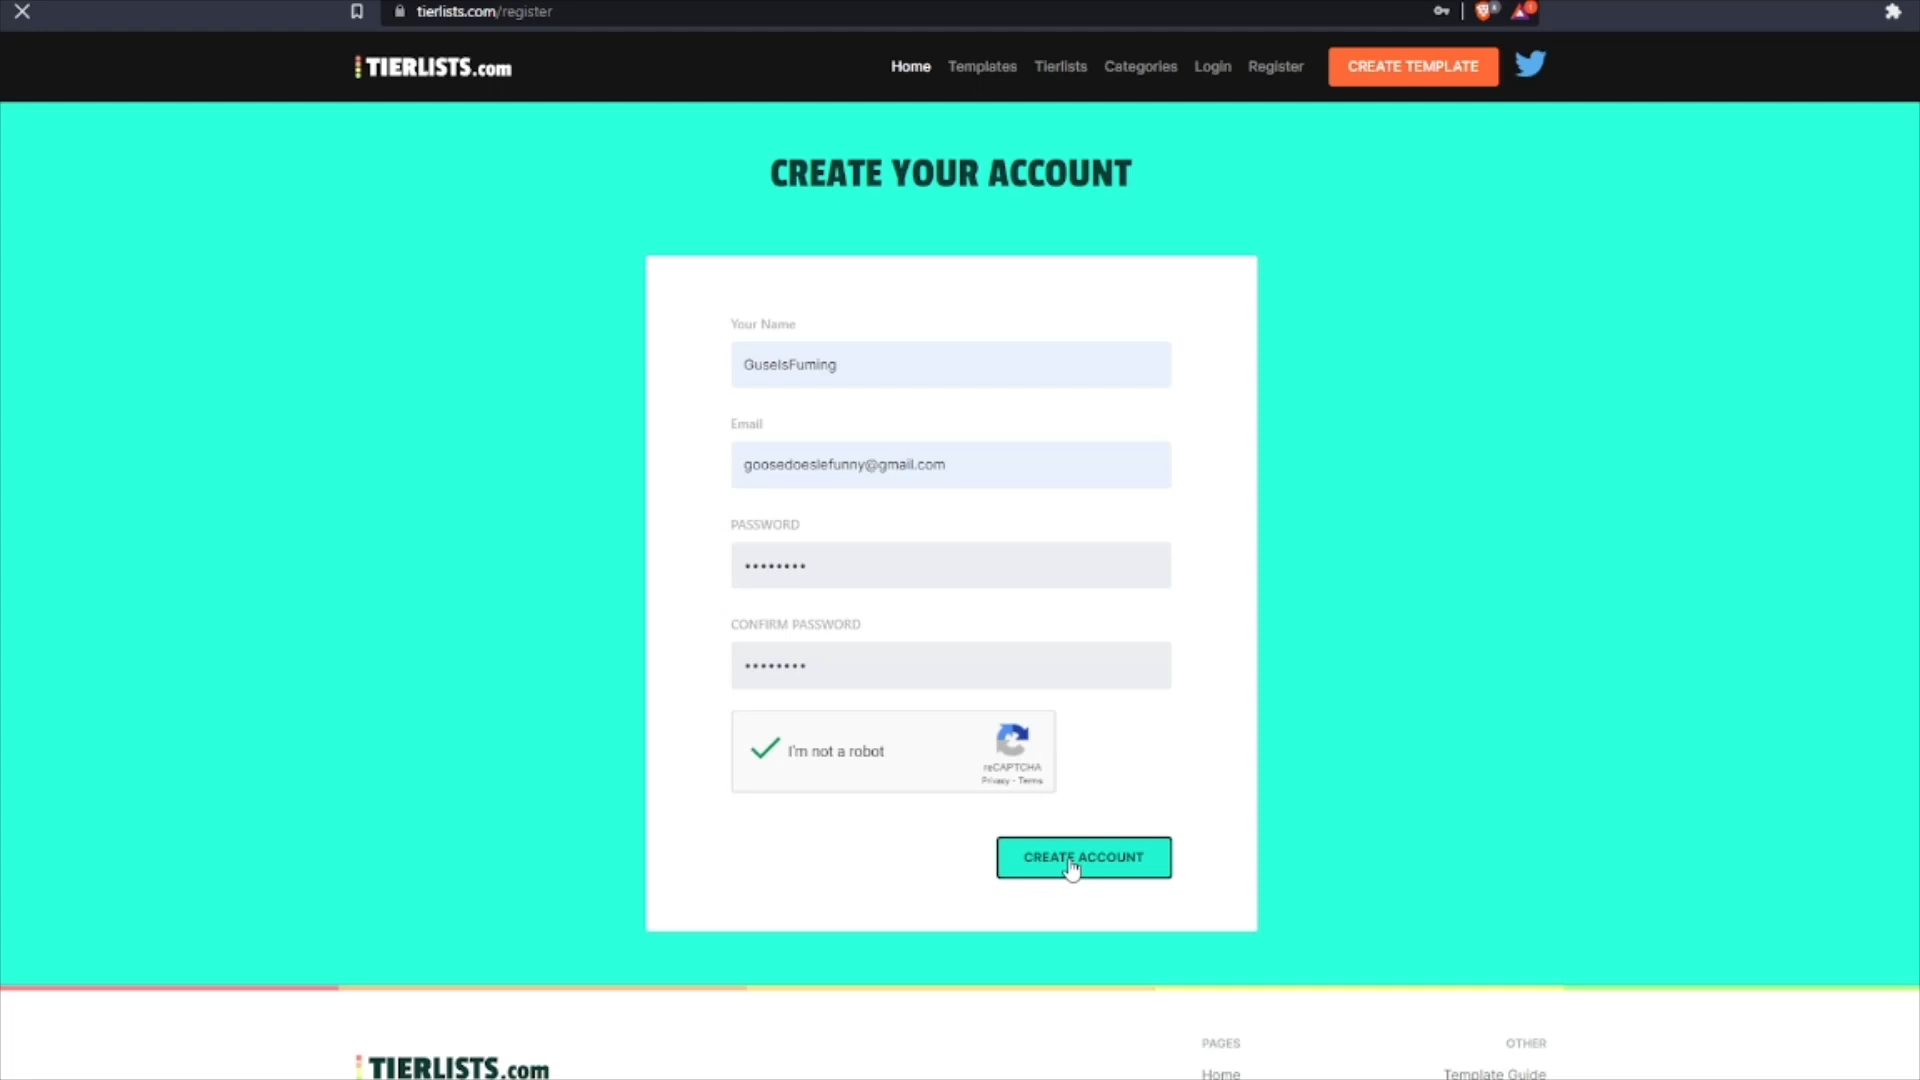 tierlists.com/register
TIERLISTS.com
Home Templates Tierlists Categories Login Register CREATE TEMPLATE
CREATE YOUR ACCOUNT
Your Name
GuseIsFuming
Email
goosedoeslefunny@gmail.com
PASSWORD
••••••••
CONFIRM PASSWORD
••••••••
I'm not a robot
reCAPTCHA
Privacy - Terms
CREATE ACCOUNT
PAGES OTHER
TIERLISTS.com
Home Template Guide